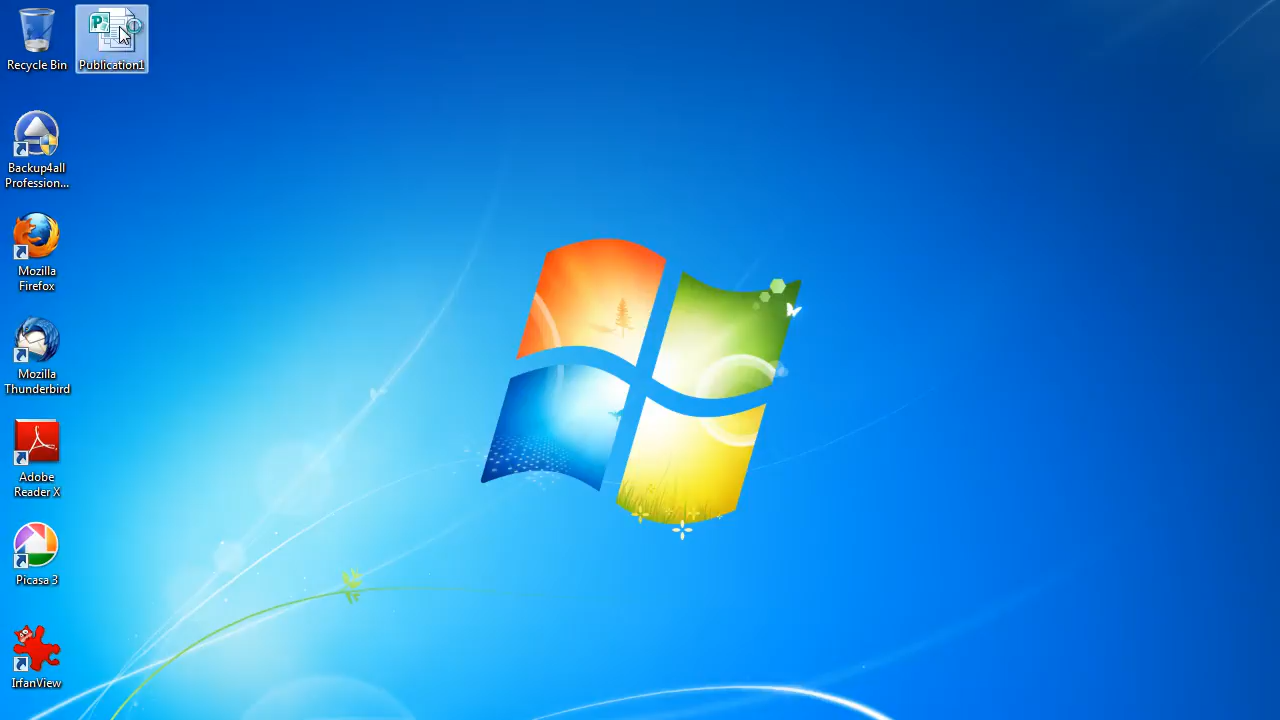 Recycle Bin
Publication1
Backup4all
Profession...
Mozilla
Firefox
Mozilla
Thunderbird
Adobe
Reader X
Picasa 3
IrfanView